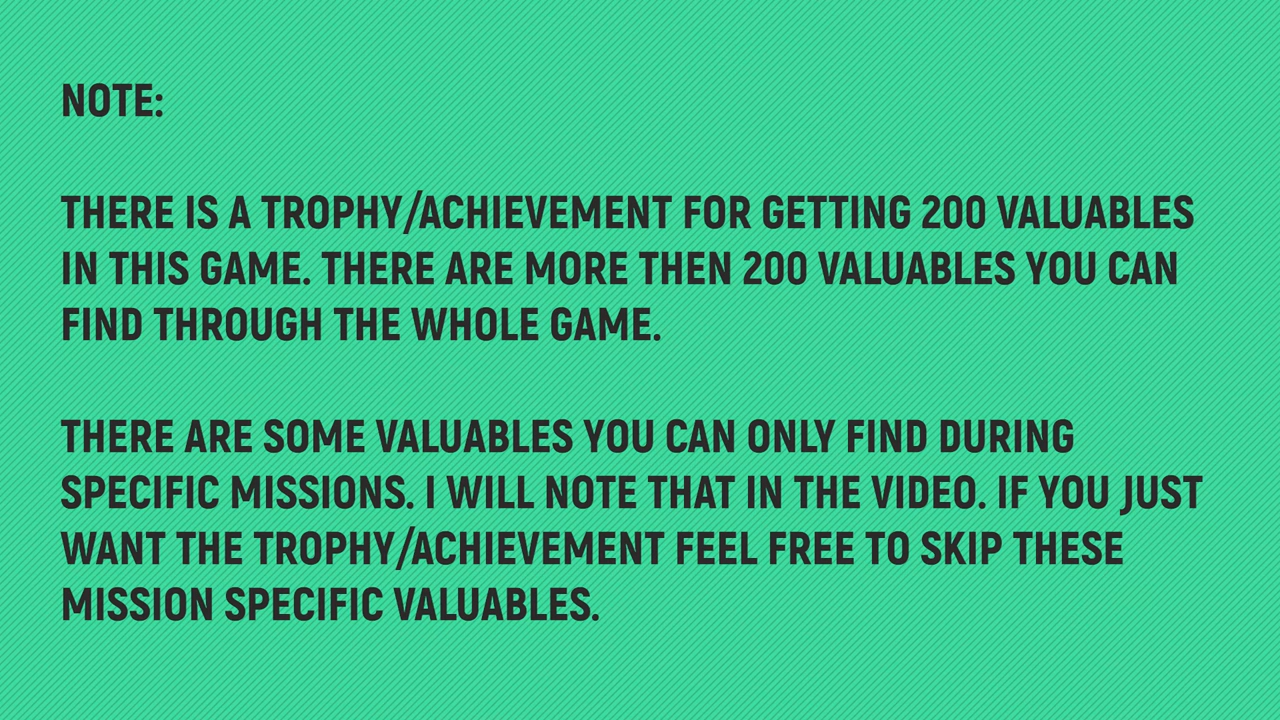 NOTE:
THERE IS A TROPHY/ACHIEVEMENT FOR GETTING 200 VALUABLES
IN THIS GAME. THERE ARE MORE THEN 200 VALUABLES YOU CAN
FIND THROUGH THE WHOLE GAME.
THERE ARE SOME VALUABLES YOU CAN ONLY FIND DURING
SPECIFIC MISSIONS. I WILL NOTE THAT IN THE VIDEO. IF YOU JUST
WANT THE TROPHY/ACHIEVEMENT FEEL FREE TO SKIP THESE
MISSION SPECIFIC VALUABLES.